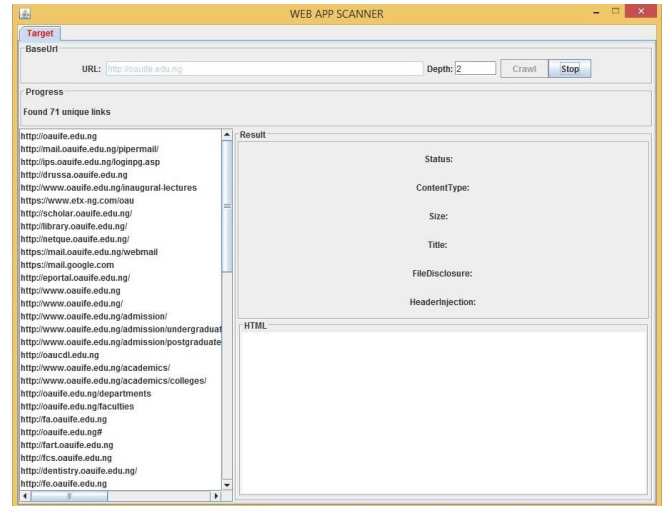 WEB APP SCANNER
Target
BaseUrl
URL: http://oauife.edu.ng Depth: 2 Crawl Stop
Progress
Found 71 unique links
http://oauife.edu.ng
http://mail.oauife.edu.ng/pipermail/
http://ips.oauife.edu.ng/loginpg.asp
http://drussa.oauife.edu.ng
http://www.oauife.edu.ng/inaugural-lectures
https://www.etx-ng.com/oau
http://scholar.oauife.edu.ng/
http://library.oauife.edu.ng/
http://netque.oauife.edu.ng/
https://mail.oauife.edu.ng/webmail
https://mail.google.com
http://eportal.oauife.edu.ng/
http://www.oauife.edu.ng
http://www.oauife.edu.ng/
http://www.oauife.edu.ng/admission/
http://www.oauife.edu.ng/admission/undergraduat
http://www.oauife.edu.ng/admission/postgraduate
http://oaucdl.edu.ng
http://www.oauife.edu.ng/academics/
http://www.oauife.edu.ng/academics/colleges/
http://oauife.edu.ng/departments
http://oauife.edu.ng/faculties
http://fa.oauife.edu.ng
http://oauife.edu.ng#
http://fart.oauife.edu.ng
http://fcs.oauife.edu.ng
http://dentistry.oauife.edu.ng/
http://fe.oauife.edu.ng
Result
Status:
ContentType:
Size:
Title:
FileDisclosure:
HeaderInjection:
HTML